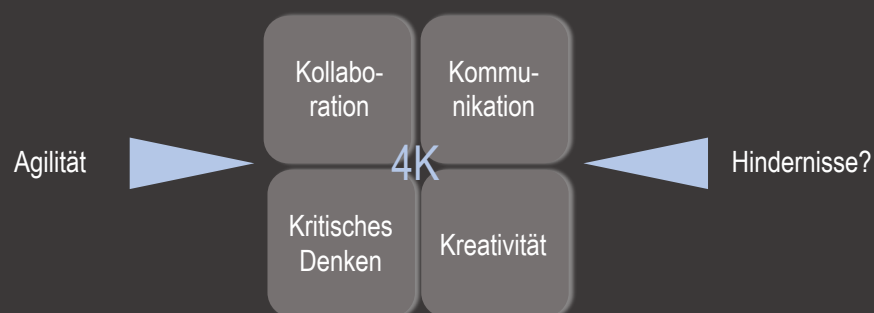 Agilität
Kollabo-
ration
Kommu-
nikation
4K
Kritisches
Denken
Kreativität
Hindernisse?